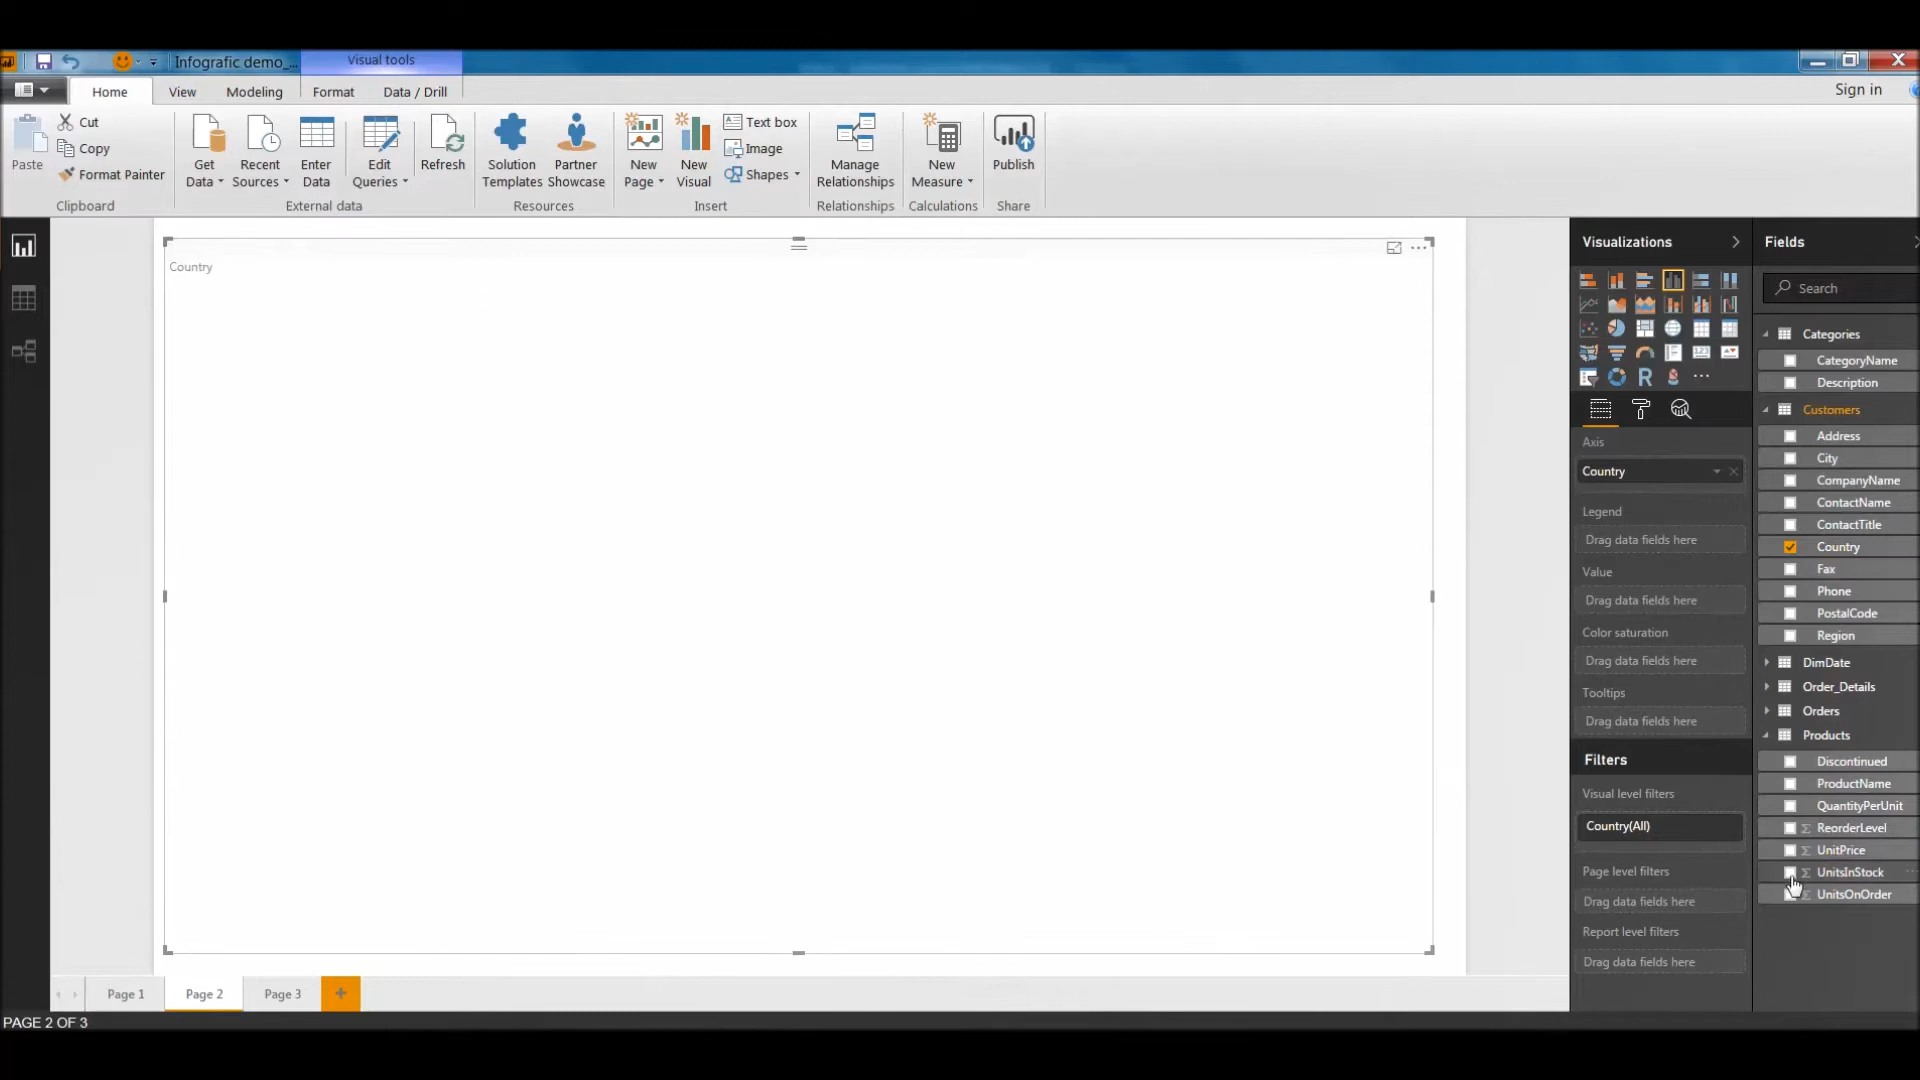 Infografic demo_...
Visual tools
Home
View
Modeling
Format
Data / Drill
Sign in
Paste
Cut
Copy
Format Painter
Clipboard
Get Data
Recent Sources
Enter Data
Edit Queries
Refresh
External data
Solution Templates
Partner Showcase
Resources
New Page
New Visual
Text box
Image
Shapes
Insert
Manage Relationships
Relationships
New Measure
Calculations
Publish
Share
Country
Visualizations
R
123
Axis
Country
Legend
Drag data fields here
Value
Drag data fields here
Color saturation
Drag data fields here
Tooltips
Drag data fields here
Filters
Visual level filters
Country(All)
Page level filters
Drag data fields here
Report level filters
Drag data fields here
Fields
Search
Categories
CategoryName
Description
Customers
Address
City
CompanyName
ContactName
ContactTitle
Country
Fax
Phone
PostalCode
Region
DimDate
Order_Details
Orders
Products
Discontinued
ProductName
QuantityPerUnit
Σ ReorderLevel
Σ UnitPrice
Σ UnitsInStock
Σ UnitsOnOrder
Page 1
Page 2
Page 3
+
PAGE 2 OF 3